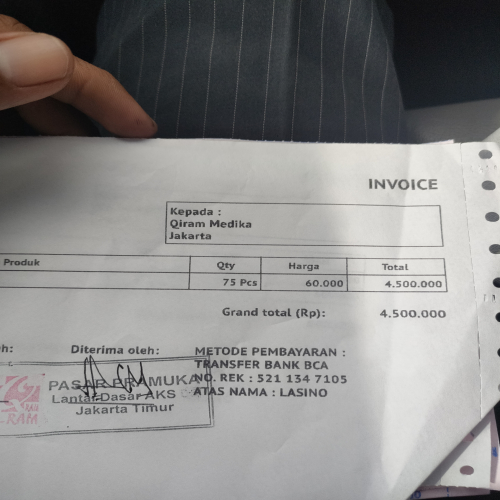 INVOICE
Kepada :
Qiram Medika
Jakarta
Produk Qty Harga Total
75 Pcs 60.000 4.500.000
Grand total (Rp): 4.500.000
h: Diterima oleh:
METODE PEMBAYARAN :
TRANSFER BANK BCA
NO. REK : 521 134 7105
ATAS NAMA : LASINO
PASAR PRAMUKA
Lantai Dasar AKS
Jakarta Timur
RAM